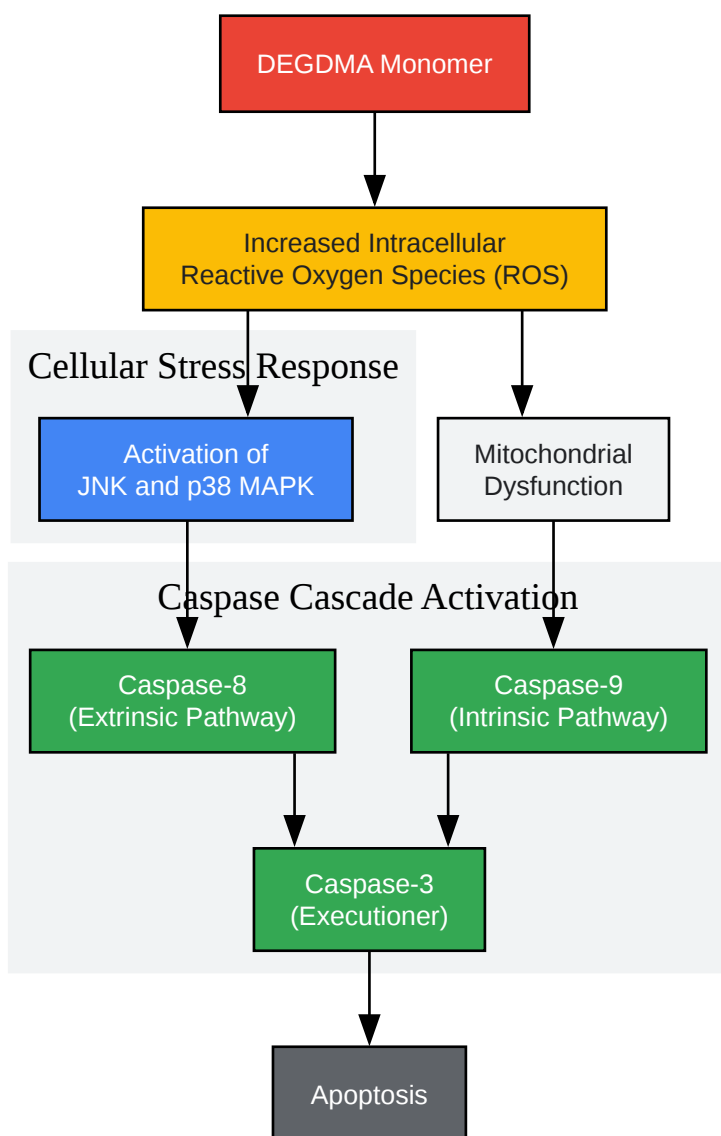 DEGDMA Monomer
Increased Intracellular
Reactive Oxygen Species (ROS)
Cellular Stress Response
Activation of
JNK and p38 MAPK
Mitochondrial
Dysfunction
Caspase Cascade Activation
Caspase-8
(Extrinsic Pathway)
Caspase-9
(Intrinsic Pathway)
Caspase-3
(Executioner)
Apoptosis